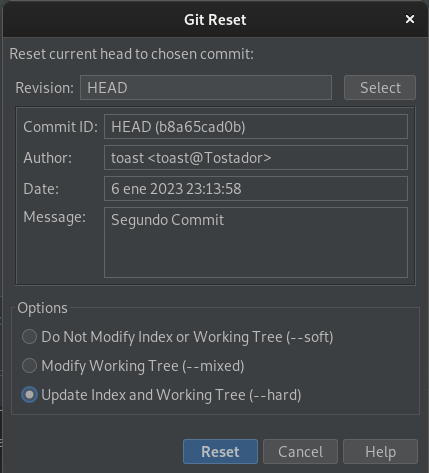 Git Reset
Reset current head to chosen commit:
Revision: HEAD Select
Commit ID: HEAD (b8a65cad0b)
Author: toast <toast@Tostador>
Date: 6 ene 2023 23:13:58
Message: Segundo Commit
Options
Do Not Modify Index or Working Tree (--soft)
Modify Working Tree (--mixed)
Update Index and Working Tree (--hard)
Reset Cancel Help